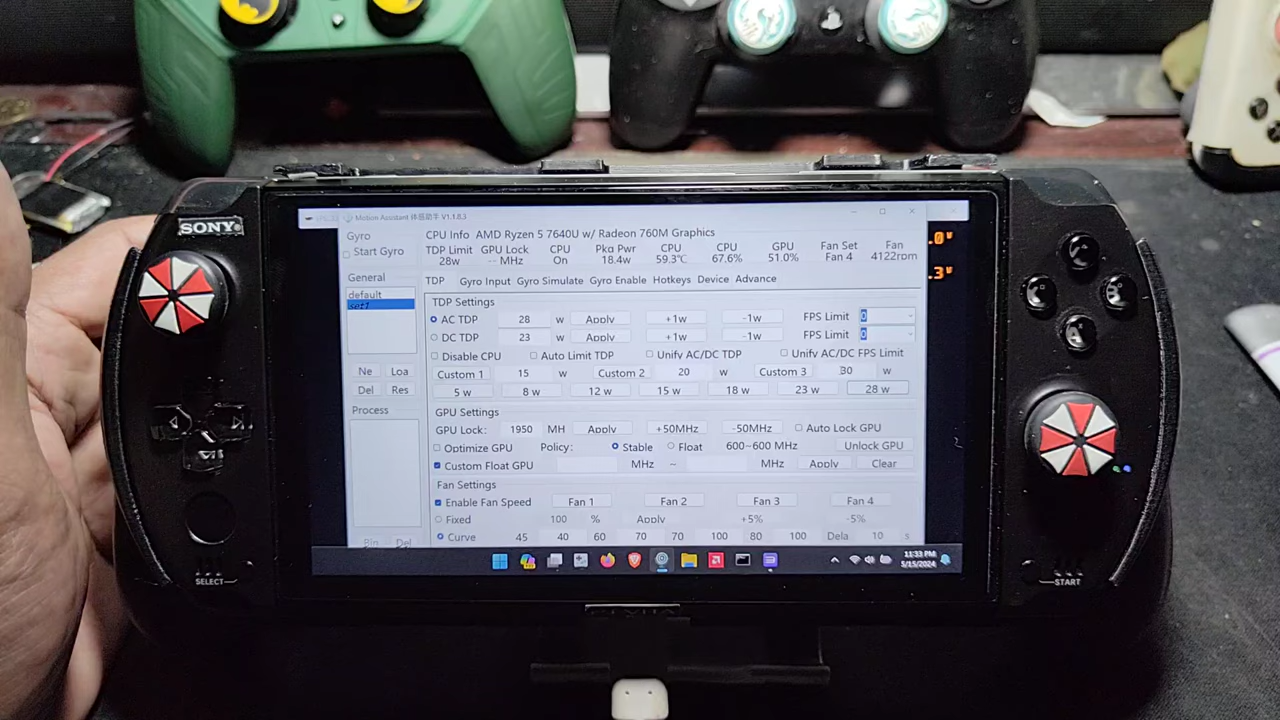 SONY
Motion Assistant 体感助手 V1.1.8.3
Gyro
Start Gyro
CPU Info AMD Ryzen 5 7640U w/ Radeon 760M Graphics
TDP Limit GPU Lock CPU Pkg Pwr CPU CPU GPU Fan Set Fan
28w -- MHz On 18.4w 59.3℃ 67.6% 51.0% Fan 4 4122rpm
General
default
set1
TDP Gyro Input Gyro Simulate Gyro Enable Hotkeys Device Advance
TDP Settings
AC TDP 28 w Apply +1w -1w FPS Limit 0
DC TDP 23 w Apply +1w -1w FPS Limit 0
Disable CPU Auto Limit TDP Unify AC/DC TDP Unify AC/DC FPS Limit
Ne Loa
Custom 1 15 w Custom 2 20 w Custom 3 30 w
Del Res
5 w 8 w 12 w 15 w 18 w 23 w 28 w
Process
GPU Settings
GPU Lock: 1950 MH Apply +50MHz -50MHz Auto Lock GPU
Optimize GPU Policy: Stable Float 600~600 MHz Unlock GPU
Custom Float GPU MHz ~ MHz Apply Clear
Fan Settings
Enable Fan Speed Fan 1 Fan 2 Fan 3 Fan 4
Fixed 100 % Apply +5% -5%
Bin Del
Curve 45 40 60 70 70 100 80 100 Dela 10 s
11:33 PM
5/15/2024
A
SELECT
START